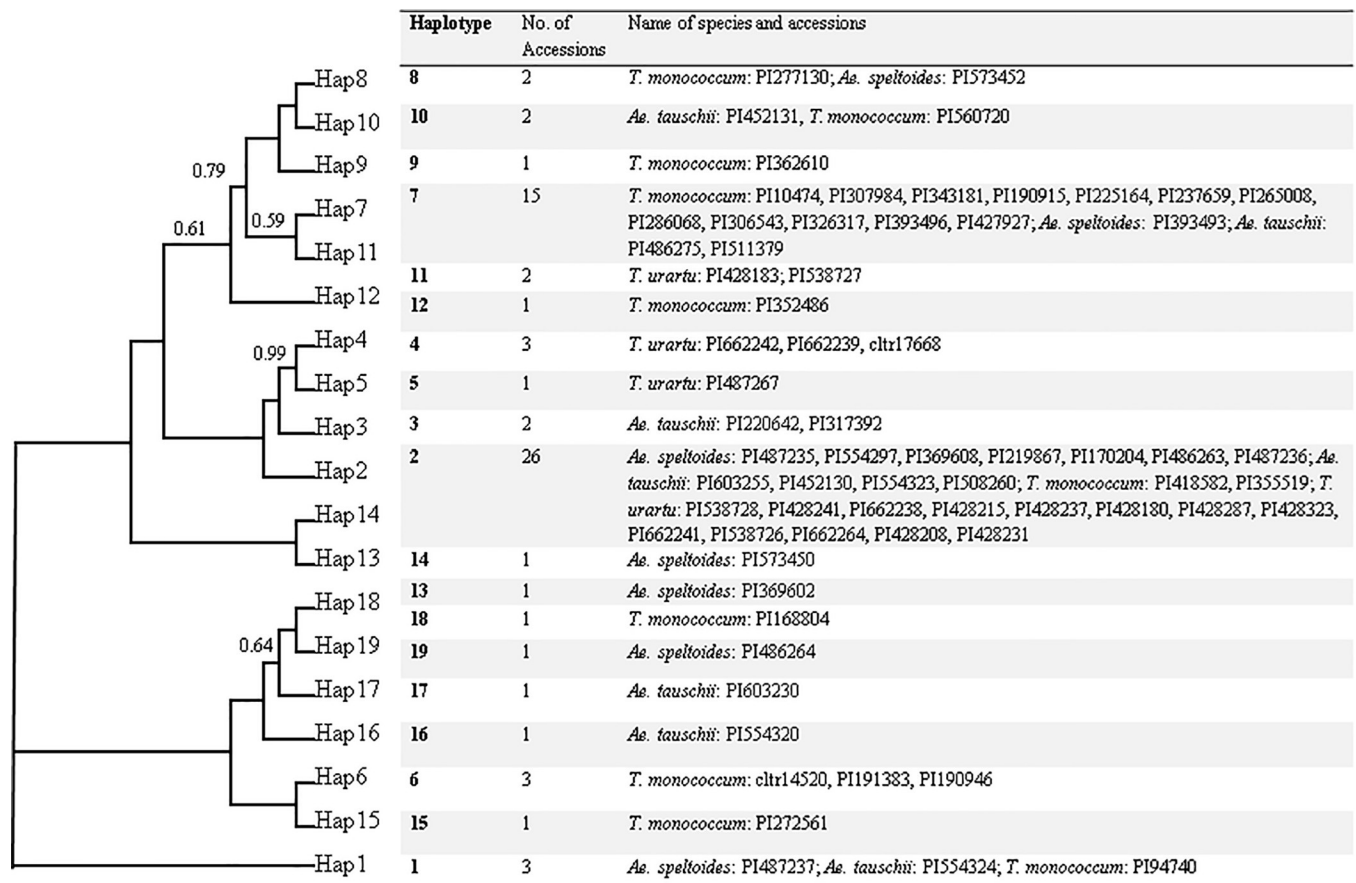 Haplotype No. of Accessions Name of species and accessions
Hap8 8 2 T. monococcum: PI277130; Ae. speltoides: PI573452
Hap10 10 2 Ae. tauschii: PI452131, T. monococcum: PI560720
Hap9 9 1 T. monococcum: PI362610
0.79
Hap7 7 15 T. monococcum: PI10474, PI307984, PI343181, PI190915, PI225164, PI237659, PI265008,
0.59 PI286068, PI306543, PI326317, PI393496, PI427927; Ae. speltoides: PI393493; Ae. tauschii:
0.61
Hap11 PI486275, PI511379
11 2 T. urartu: PI428183; PI538727
Hap12 12 1 T. monococcum: PI352486
Hap4 4 3 T. urartu: PI662242, PI662239, cltr17668
0.99
Hap5 5 1 T. urartu: PI487267
Hap3 3 2 Ae. tauschii: PI220642, PI317392
Hap2 2 26 Ae. speltoides: PI487235, PI554297, PI369608, PI219867, PI170204, PI486263, PI487236; Ae.
tauschii: PI603255, PI452130, PI554323, PI508260; T. monococcum: PI418582, PI355519; T.
Hap14 urartu: PI538728, PI428241, PI662238, PI428215, PI428237, PI428180, PI428287, PI428323,
PI662241, PI538726, PI662264, PI428208, PI428231
Hap13 14 1 Ae. speltoides: PI573450
13 1 Ae. speltoides: PI369602
Hap18 18 1 T. monococcum: PI168804
0.64
Hap19 19 1 Ae. speltoides: PI486264
Hap17 17 1 Ae. tauschii: PI603230
Hap16 16 1 Ae. tauschii: PI554320
Hap6 6 3 T. monococcum: cltr14520, PI191383, PI190946
Hap15 15 1 T. monococcum: PI272561
Hap1 1 3 Ae. speltoides: PI487237; Ae. tauschii: PI554324; T. monococcum: PI94740